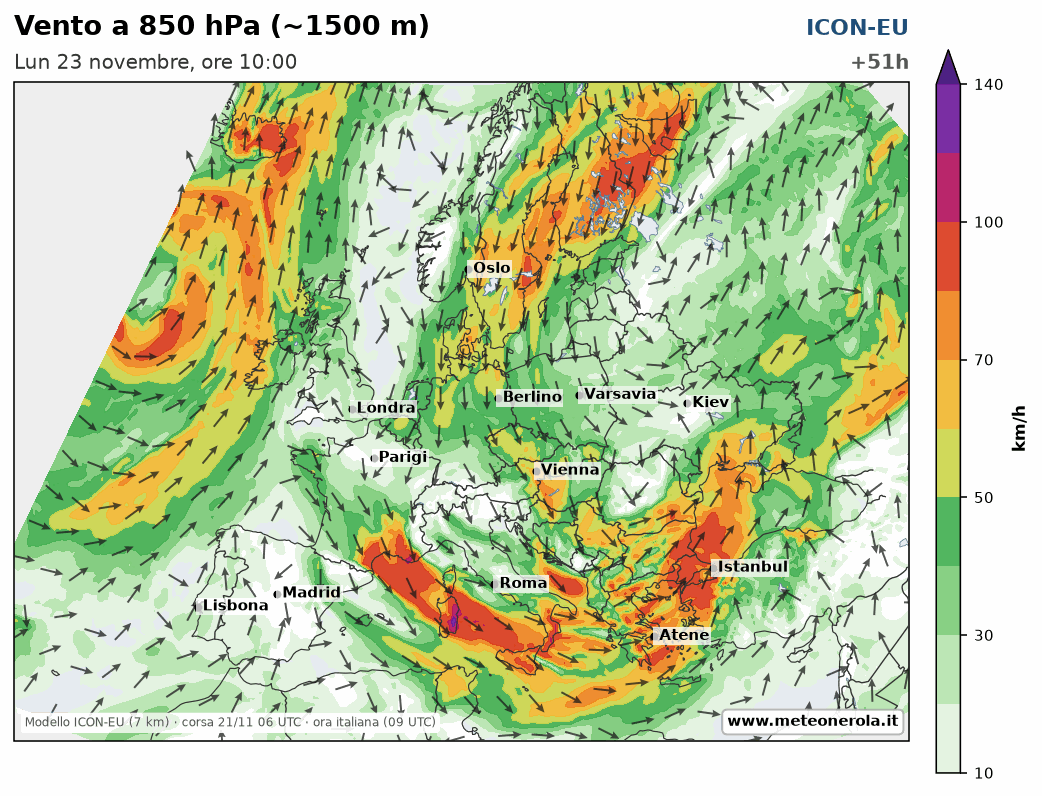 Vento a 850 hPa (~1500 m)
ICON-EU
Lun 23 novembre, ore 10:00
+51h
140
100
70
50
30
10
km/h
Oslo
Londra
Berlino
Varsavia
Kiev
Parigi
Vienna
Istanbul
Roma
Madrid
Lisbona
Atene
Modello ICON-EU (7 km) · corsa 21/11 06 UTC · ora italiana (09 UTC)
www.meteonerola.it